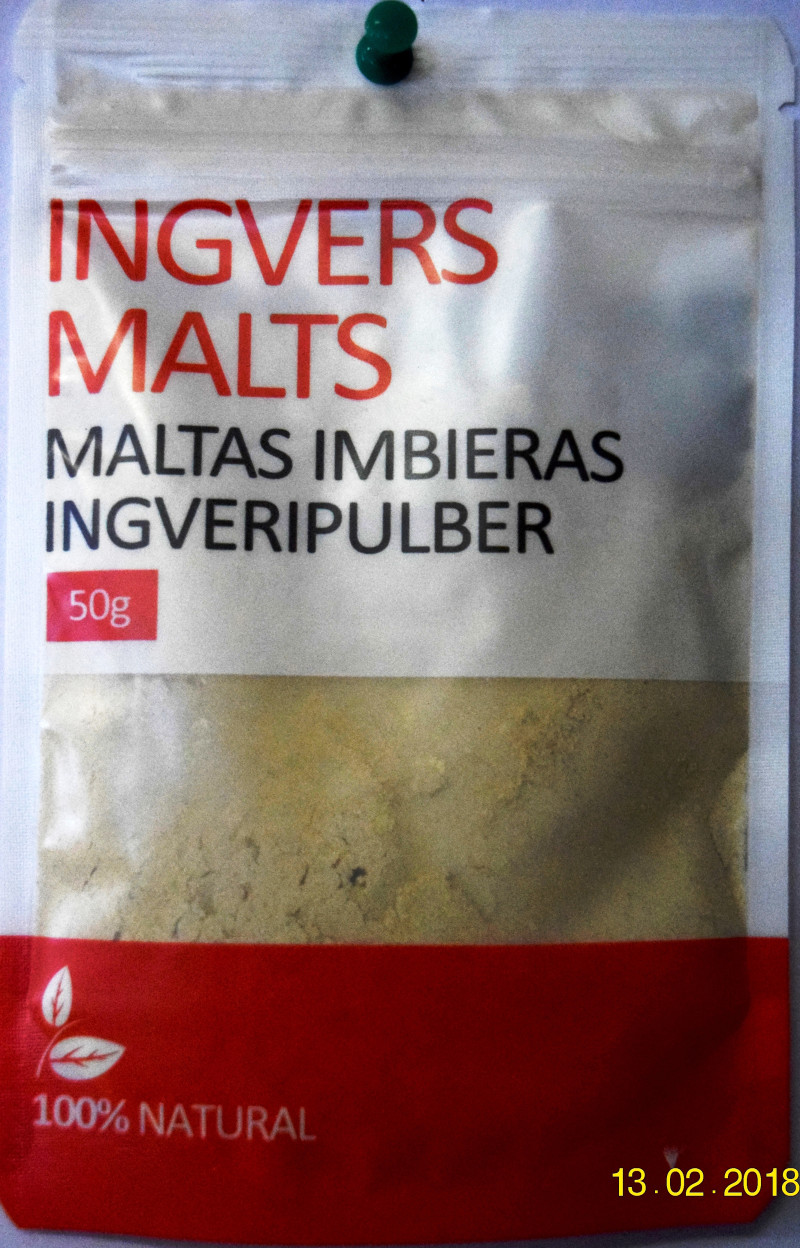 INGVERS
MALTS
MALTAS IMBIERAS
INGVERIPULBER
50g
100% NATURAL
13.02.2018